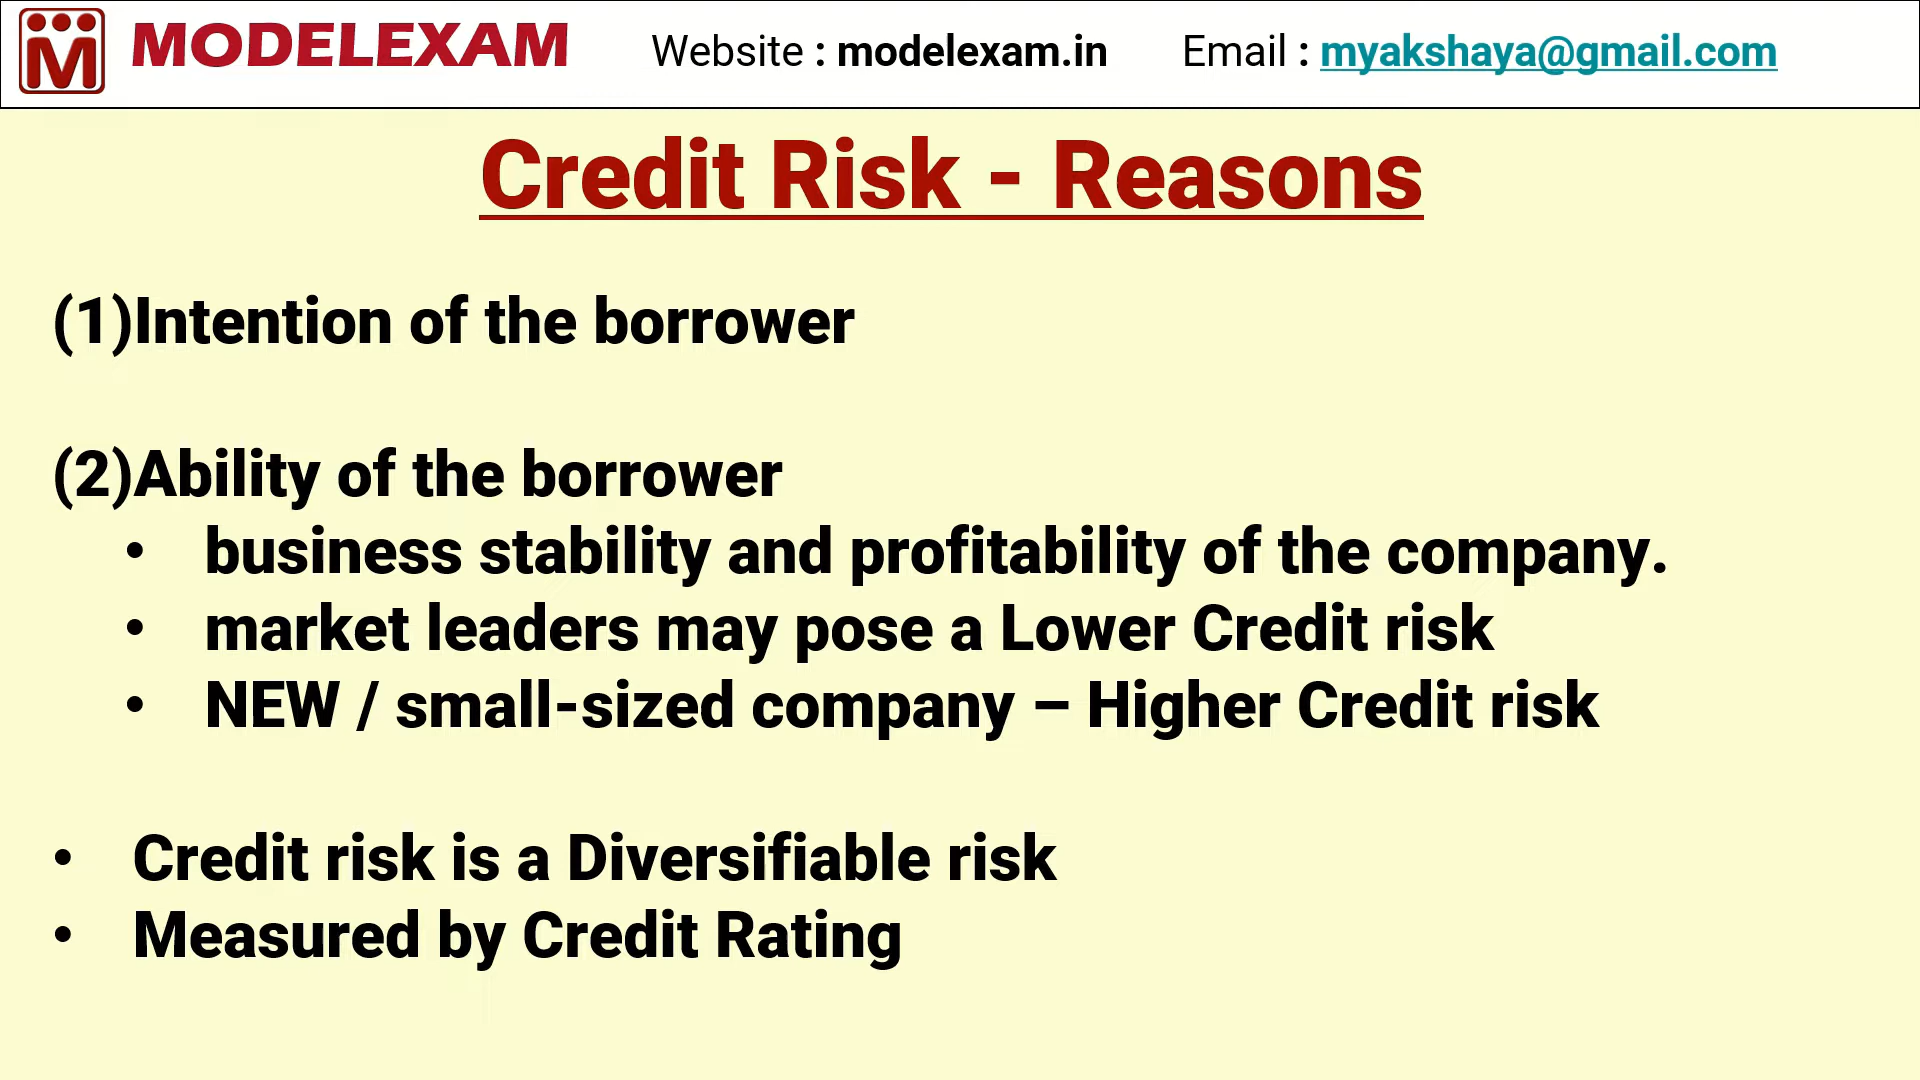 MODELEXAM Website : modelexam.in Email : myakshaya@gmail.com
Credit Risk - Reasons
(1)Intention of the borrower
(2)Ability of the borrower
• business stability and profitability of the company.
• market leaders may pose a Lower Credit risk
• NEW / small-sized company – Higher Credit risk
• Credit risk is a Diversifiable risk
• Measured by Credit Rating